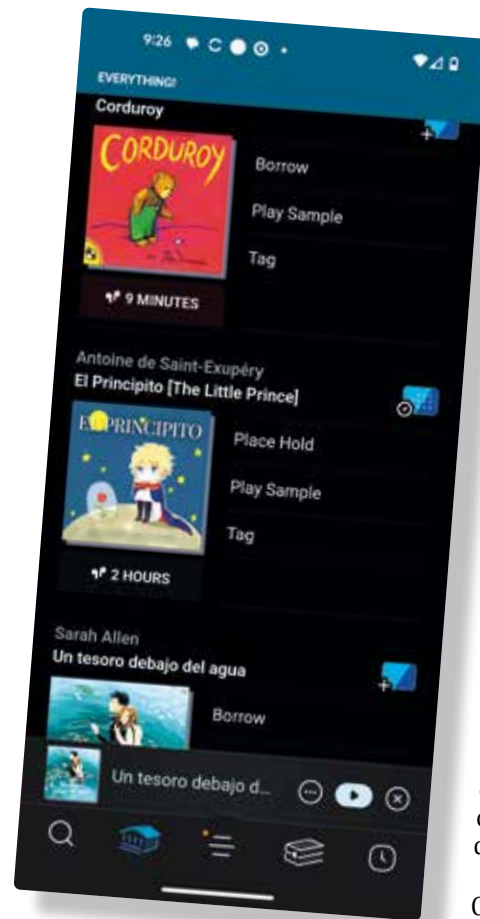 9:26
EVERYTHING!
Corduroy
CORDUROY
Borrow
Play Sample
Tag
9 MINUTES
Antoine de Saint-Exupéry
El Principito [The Little Prince]
EL PRINCIPITO
Place Hold
Play Sample
Tag
2 HOURS
Sarah Allen
Un tesoro debajo del agua
Borrow
Un tesoro debajo d...